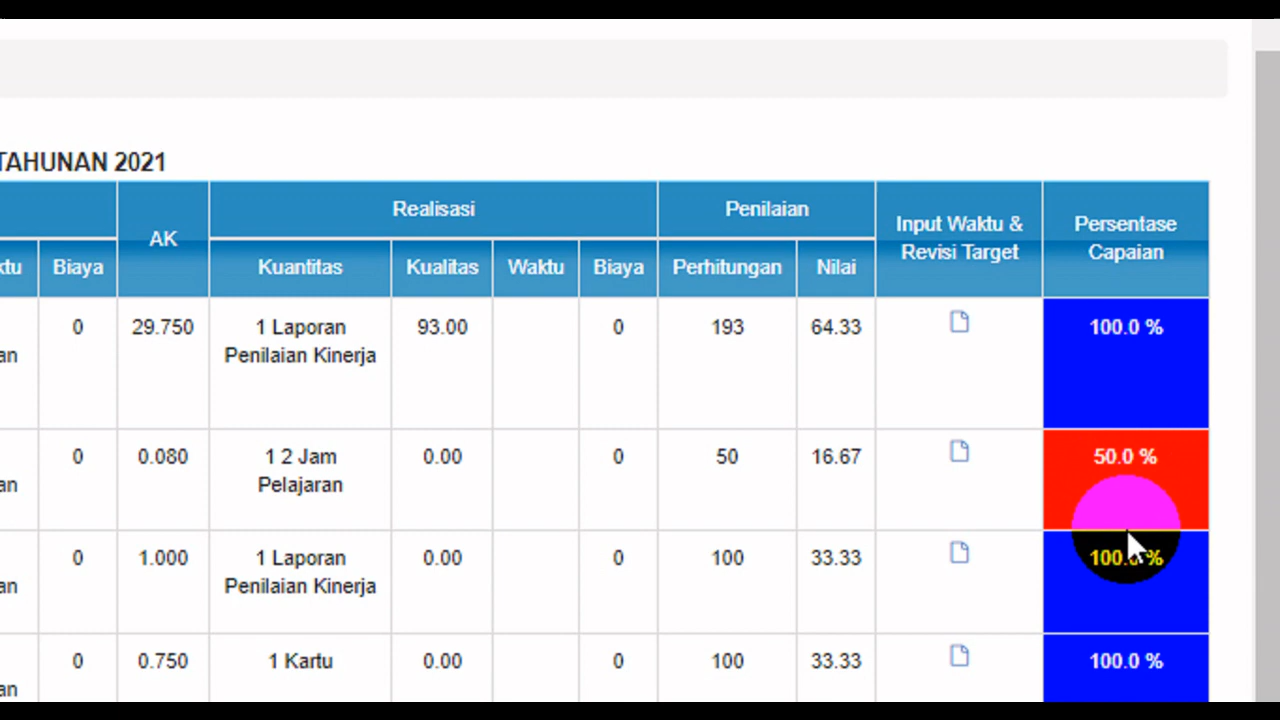 TAHUNAN 2021
AK
Realisasi
Penilaian
Input Waktu &
Revisi Target
Persentase
Capaian
Biaya
Kuantitas
Kualitas
Waktu
Biaya
Perhitungan
Nilai
0
29.750
1 Laporan
Penilaian Kinerja
93.00
0
193
64.33
100.0 %
an
0
0.080
1 2 Jam
Pelajaran
0.00
0
50
16.67
50.0 %
an
0
1.000
1 Laporan
Penilaian Kinerja
0.00
0
100
33.33
100.0 %
an
0
0.750
1 Kartu
0.00
0
100
33.33
100.0 %
an